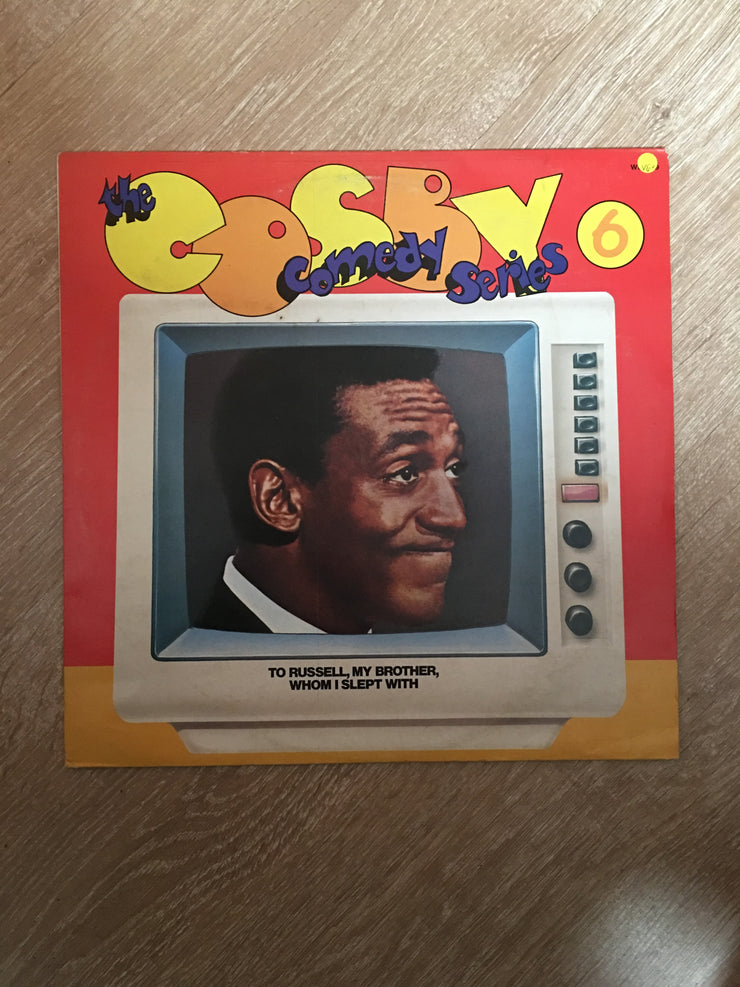 the
COSBY
Comedy Series
6
TO RUSSELL, MY BROTHER,
WHOM I SLEPT WITH